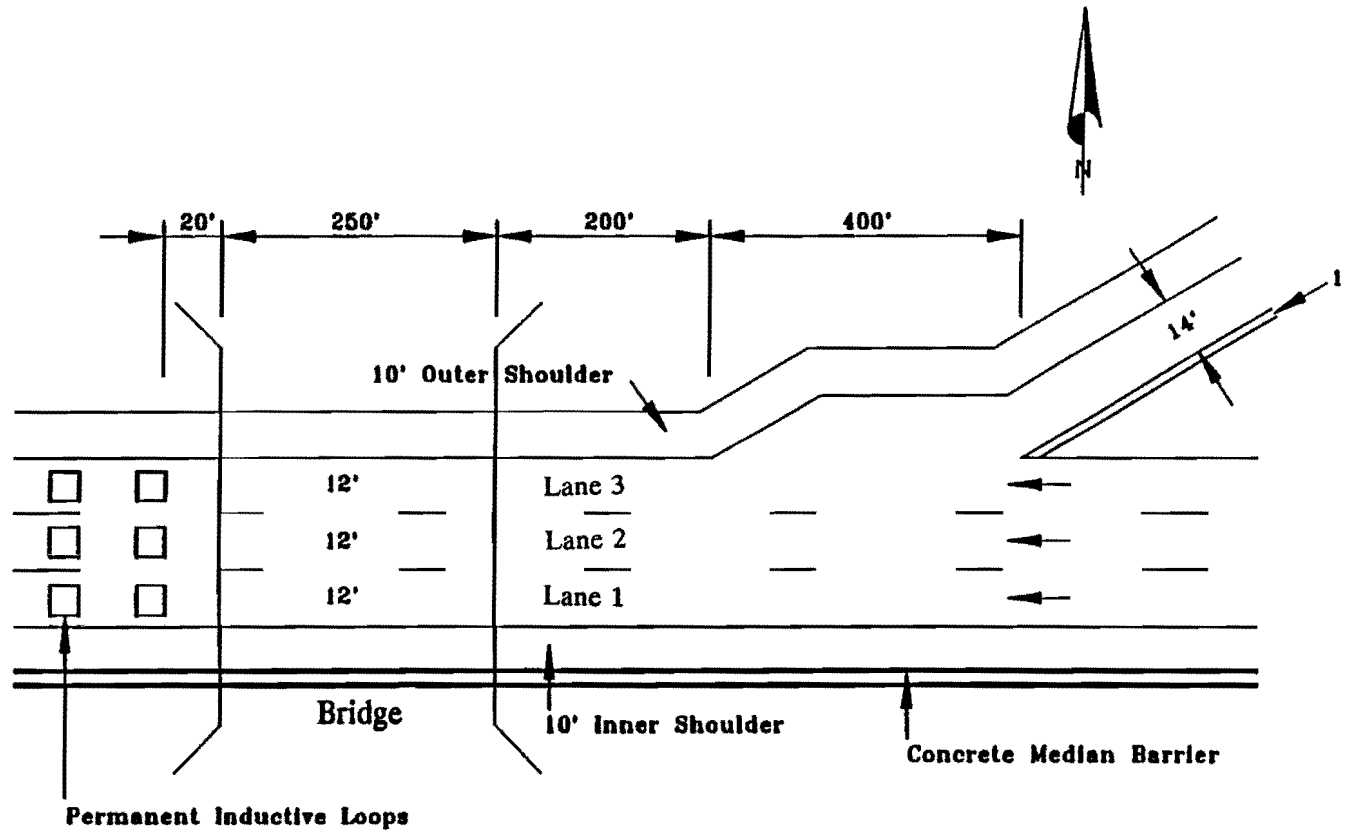 N
20'
250'
200'
400'
1
14'
10' Outer Shoulder
12'
Lane 3
12'
Lane 2
12'
Lane 1
Bridge
10' Inner Shoulder
Concrete Median Barrier
Permanent Inductive Loops